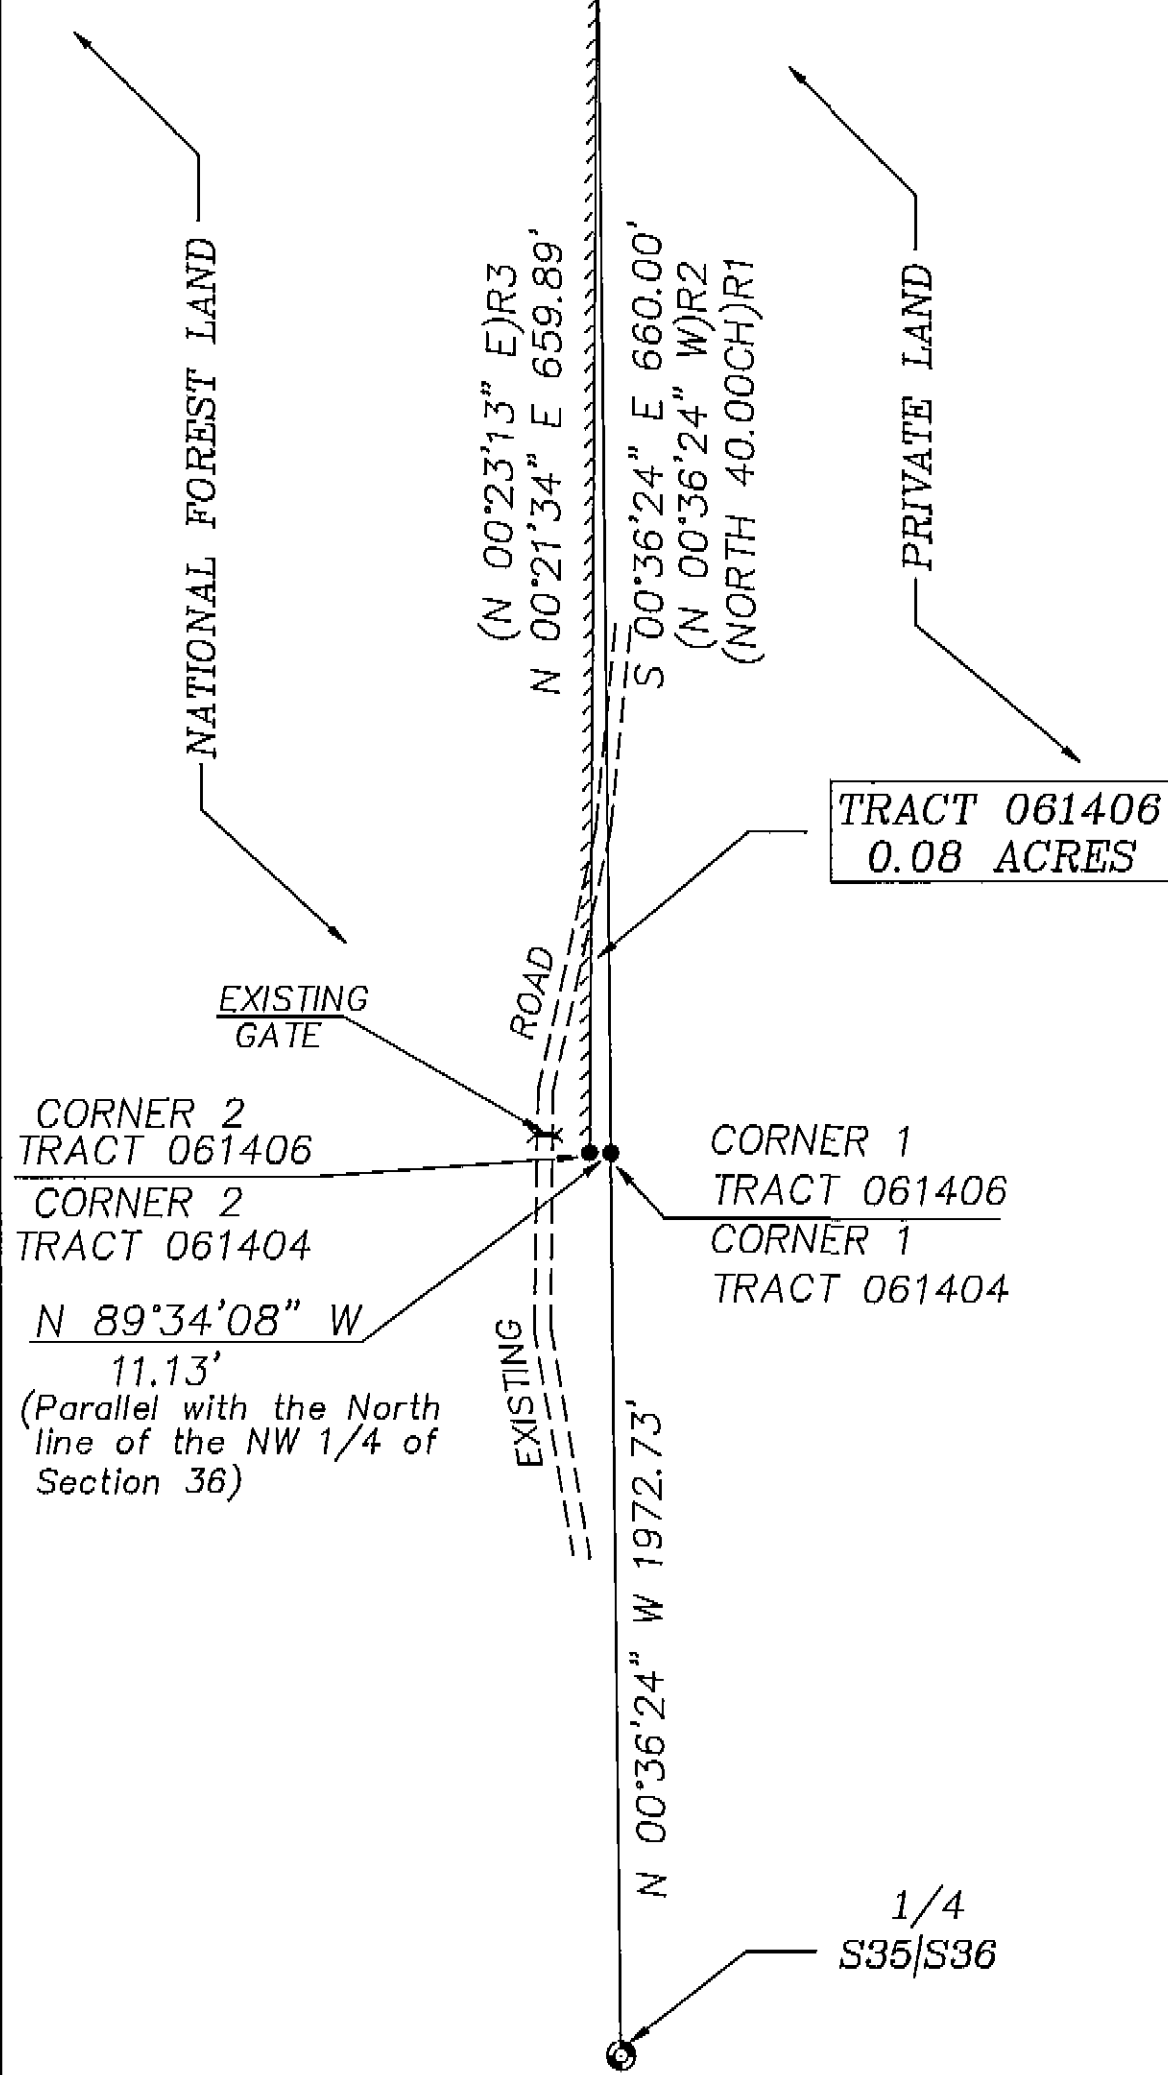 NATIONAL FOREST LAND
(N 00°23'13" E)R3
N 00°21'34" E 659.89'
S 00°36'24" E 660.00'
(N 00°36'24" W)R2
(NORTH 40.00CH)R1
PRIVATE LAND
TRACT 061406
0.08 ACRES
ROAD
EXISTING
GATE
CORNER 2
TRACT 061406
CORNER 2
TRACT 061404
CORNER 1
TRACT 061406
CORNER 1
TRACT 061404
N 89°34'08" W
11.13'
(Parallel with the North
line of the NW 1/4 of
Section 36)
EXISTING
N 00°36'24" W 1972.73'
1/4
S35|S36